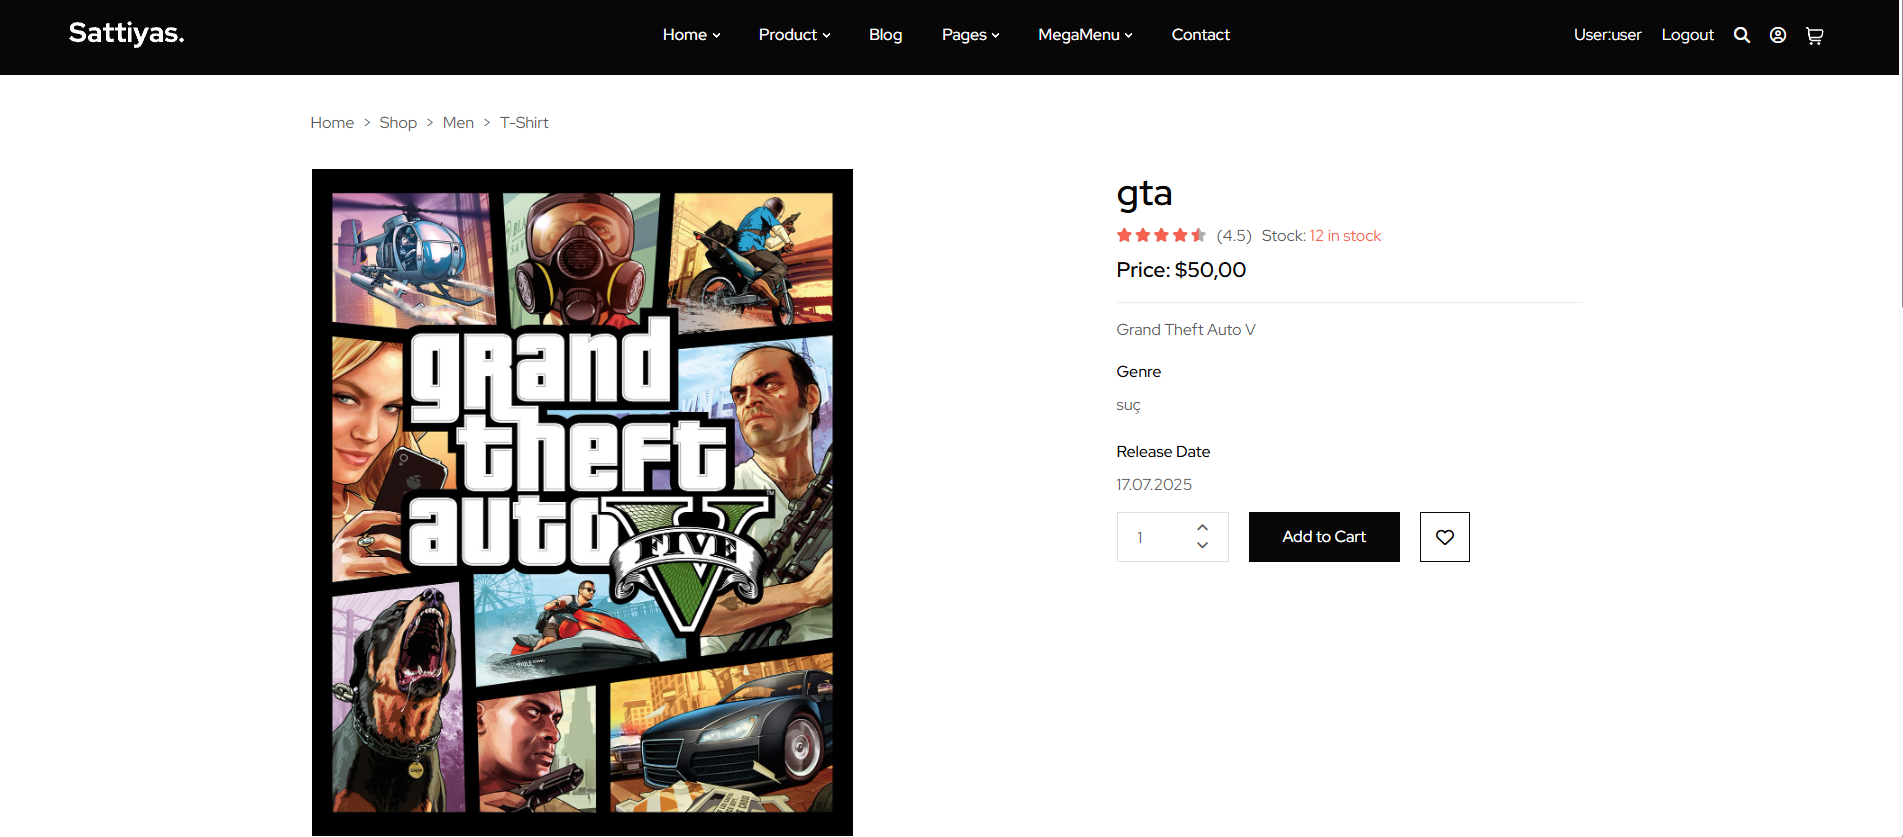 Sattiyas.
Home Product Blog Pages MegaMenu Contact
User:user Logout
Home > Shop > Men > T-Shirt
grand
theft
auto V
FIVE
TM
gta
(4.5) Stock: 12 in stock
Price: $50,00
Grand Theft Auto V
Genre
suç
Release Date
17.07.2025
1
Add to Cart